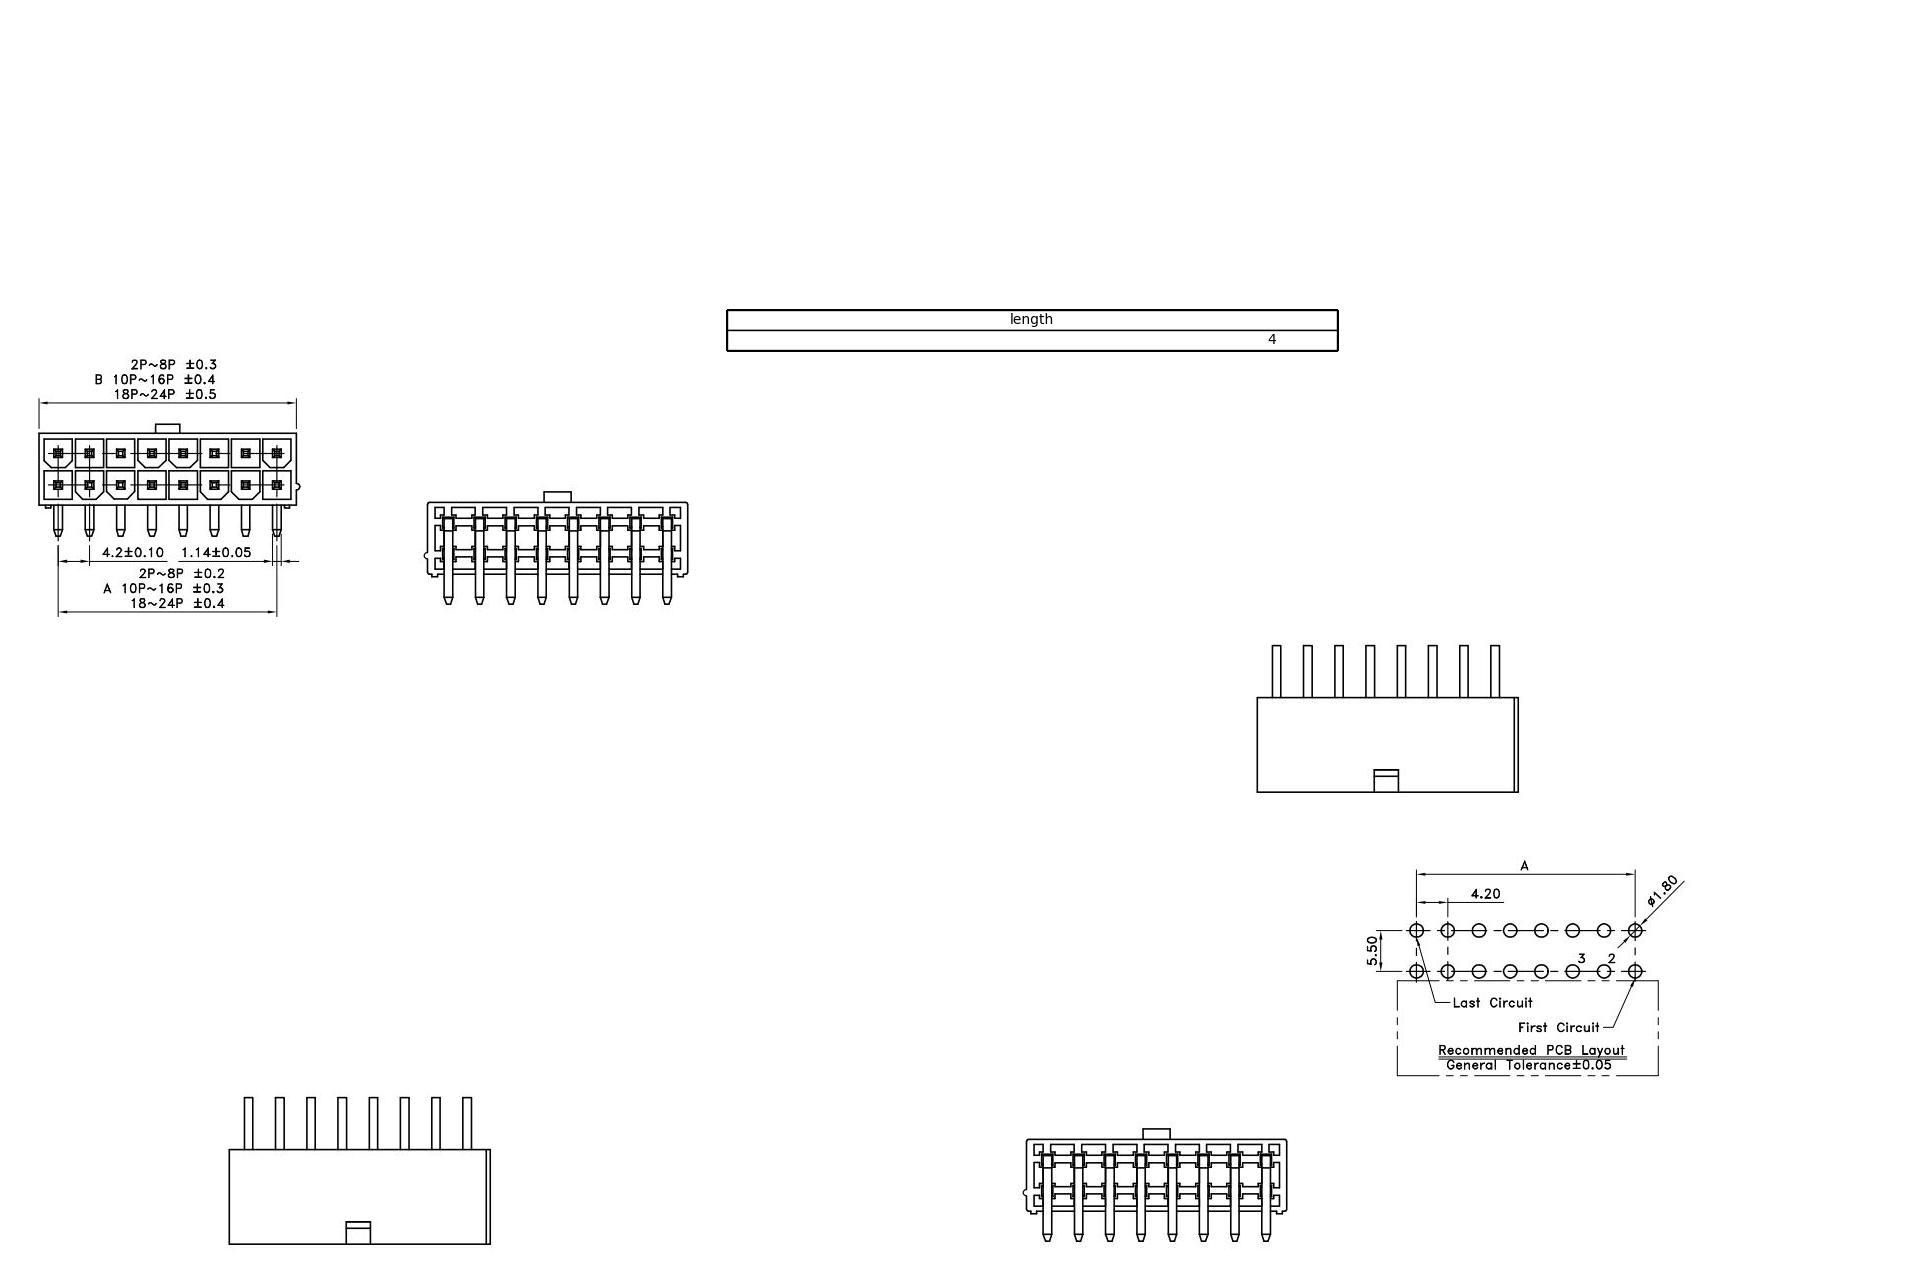 length
4
2P~8P ±0.3
B 10P~16P ±0.4
18P~24P ±0.5
4.2±0.10 1.14±0.05
2P~8P ±0.2
A 10P~16P ±0.3
18~24P ±0.4
A
4.20
ø1.80
5.50
3 2
Last Circuit
First Circuit
Recommended PCB Layout
General Tolerance±0.05